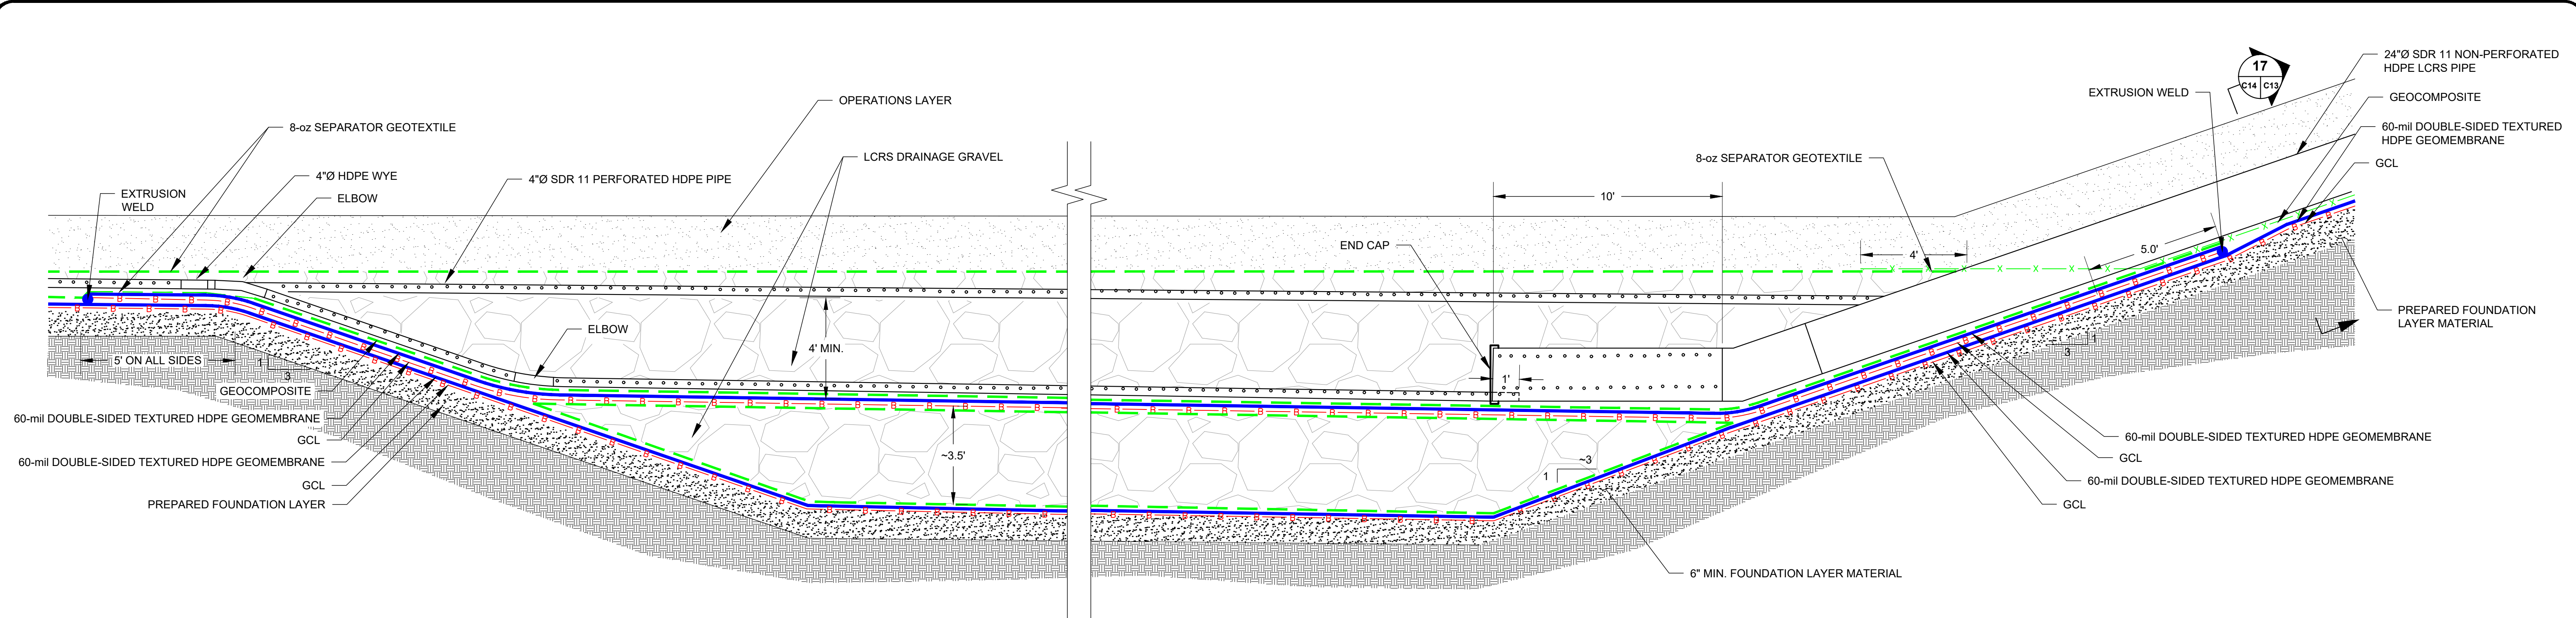 17
C14 C13
24"Ø SDR 11 NON-PERFORATED
HDPE LCRS PIPE
EXTRUSION WELD
GEOCOMPOSITE
OPERATIONS LAYER
8-oz SEPARATOR GEOTEXTILE
60-mil DOUBLE-SIDED TEXTURED
HDPE GEOMEMBRANE
LCRS DRAINAGE GRAVEL
8-oz SEPARATOR GEOTEXTILE
GCL
4"Ø HDPE WYE
4"Ø SDR 11 PERFORATED HDPE PIPE
EXTRUSION
WELD
ELBOW
10'
END CAP
4'
5.0'
PREPARED FOUNDATION
LAYER MATERIAL
ELBOW
4' MIN.
5' ON ALL SIDES
1
3
1
3
1'
GEOCOMPOSITE
60-mil DOUBLE-SIDED TEXTURED HDPE GEOMEMBRANE
GCL
60-mil DOUBLE-SIDED TEXTURED HDPE GEOMEMBRANE
GCL
PREPARED FOUNDATION LAYER
~3.5'
~3
1
60-mil DOUBLE-SIDED TEXTURED HDPE GEOMEMBRANE
GCL
60-mil DOUBLE-SIDED TEXTURED HDPE GEOMEMBRANE
GCL
6" MIN. FOUNDATION LAYER MATERIAL